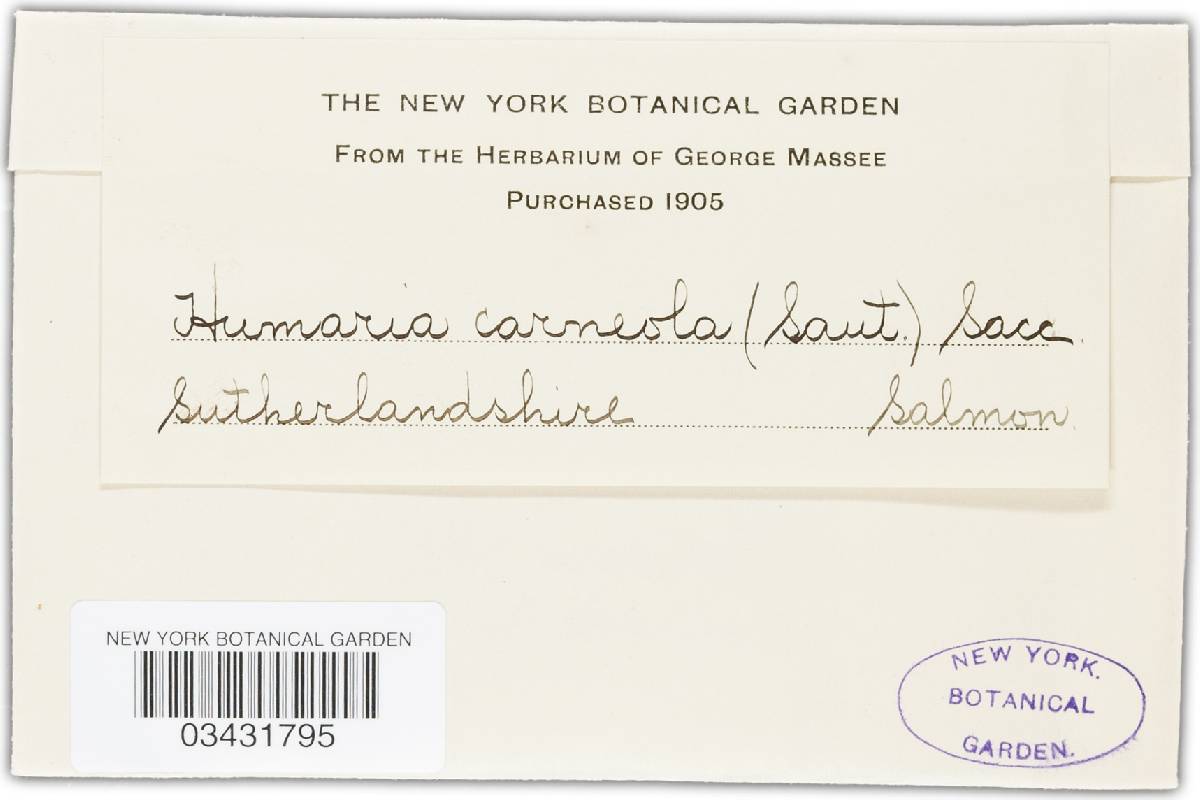 THE NEW YORK BOTANICAL GARDEN
FROM THE HERBARIUM OF GEORGE MASSEE
PURCHASED 1905
Humaria carneola (Saut.) Sacc.
Sutherlandshire Salmon.
NEW YORK BOTANICAL GARDEN
03431795
NEW YORK.
BOTANICAL
GARDEN.